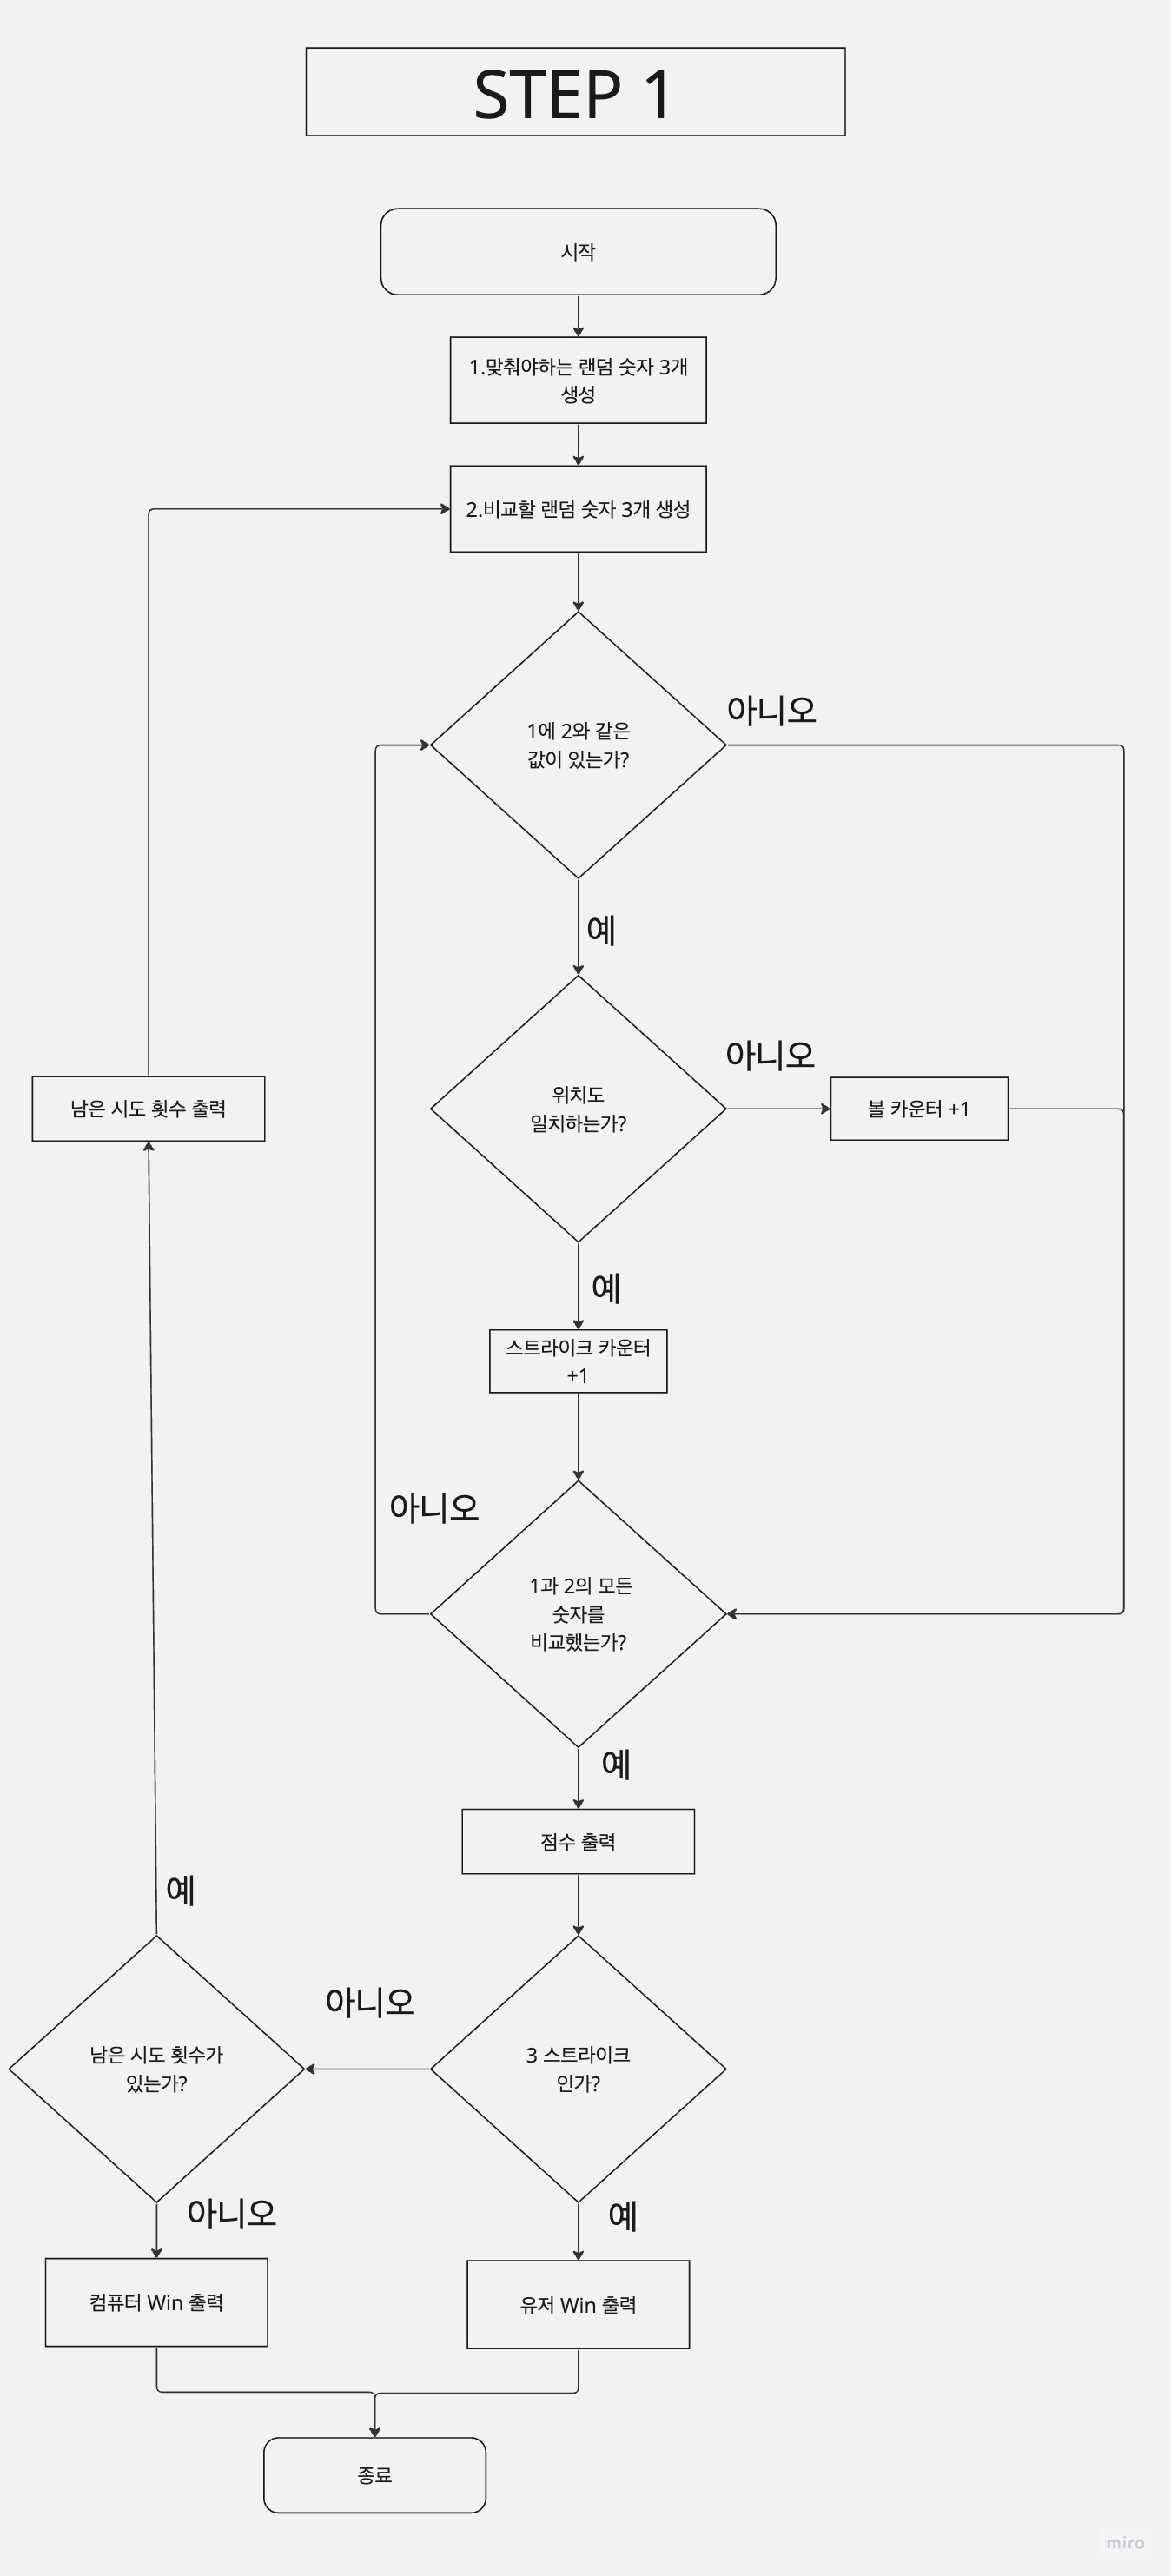 STEP 1
시작
1.맞춰야하는 랜덤 숫자 3개
생성
2.비교할 랜덤 숫자 3개 생성
아니오
1에 2와 같은
값이 있는가?
예
아니오
위치도
일치하는가?
볼 카운터 +1
남은 시도 횟수 출력
예
스트라이크 카운터
+1
아니오
1과 2의 모든
숫자를
비교했는가?
예
점수 출력
예
아니오
남은 시도 횟수가
있는가?
3 스트라이크
인가?
아니오
예
컴퓨터 Win 출력
유저 Win 출력
종료
miro